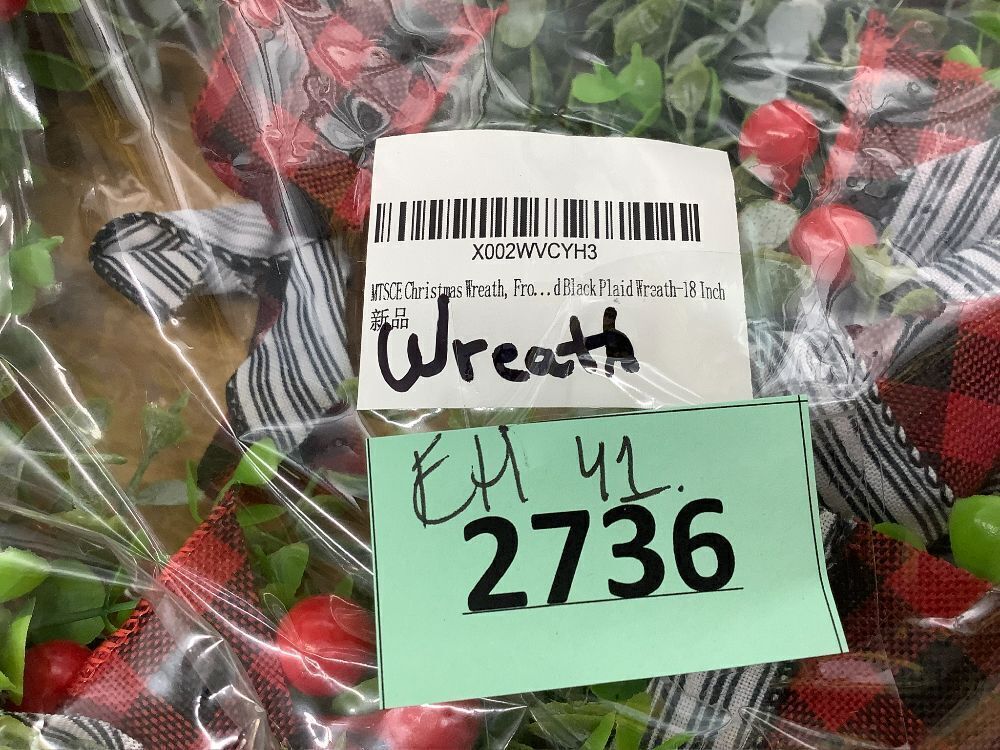 X002WVCYH3
MTSCE Christmas Wreath, Fro...d Black Plaid Wreath-18 Inch
新品
Wreath
EH 41.
2736